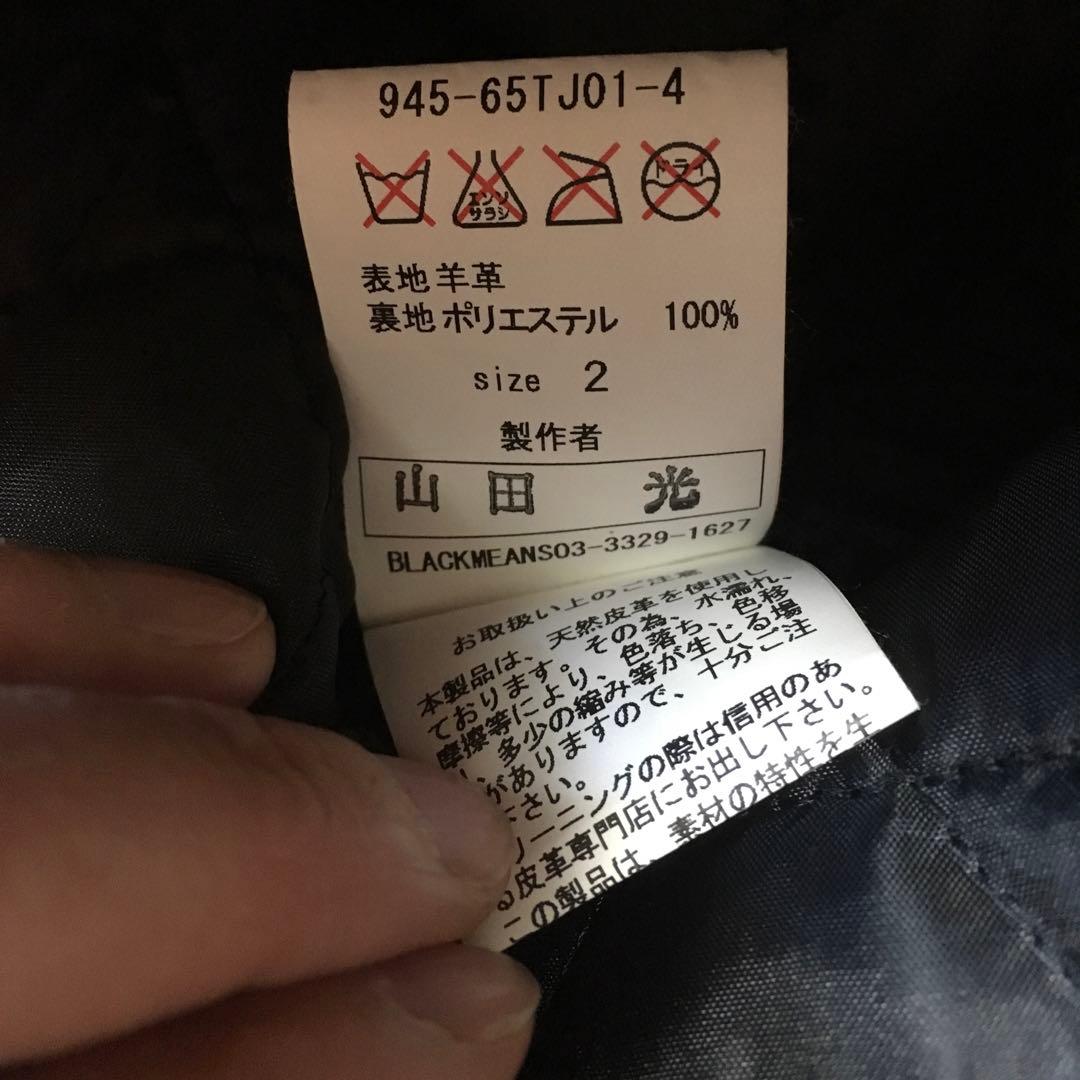 945-65TJ01-4
エンソ
サラシ
ドライ
表地羊革
裏地ポリエステル 100%
size 2
製作者
山田 光
BLACKMEANS03-3329-1627
お取扱い上のご注意
本製品は、天然皮革を使用し
ております。その為、水濡れ、
摩擦等により、色落ち、色移
多少の縮み等が生じる場
がありますので、十分ご注
さい。
リーニングの際は信用のあ
る皮革専門店にお出し下さい。
この製品は、素材の特性を生